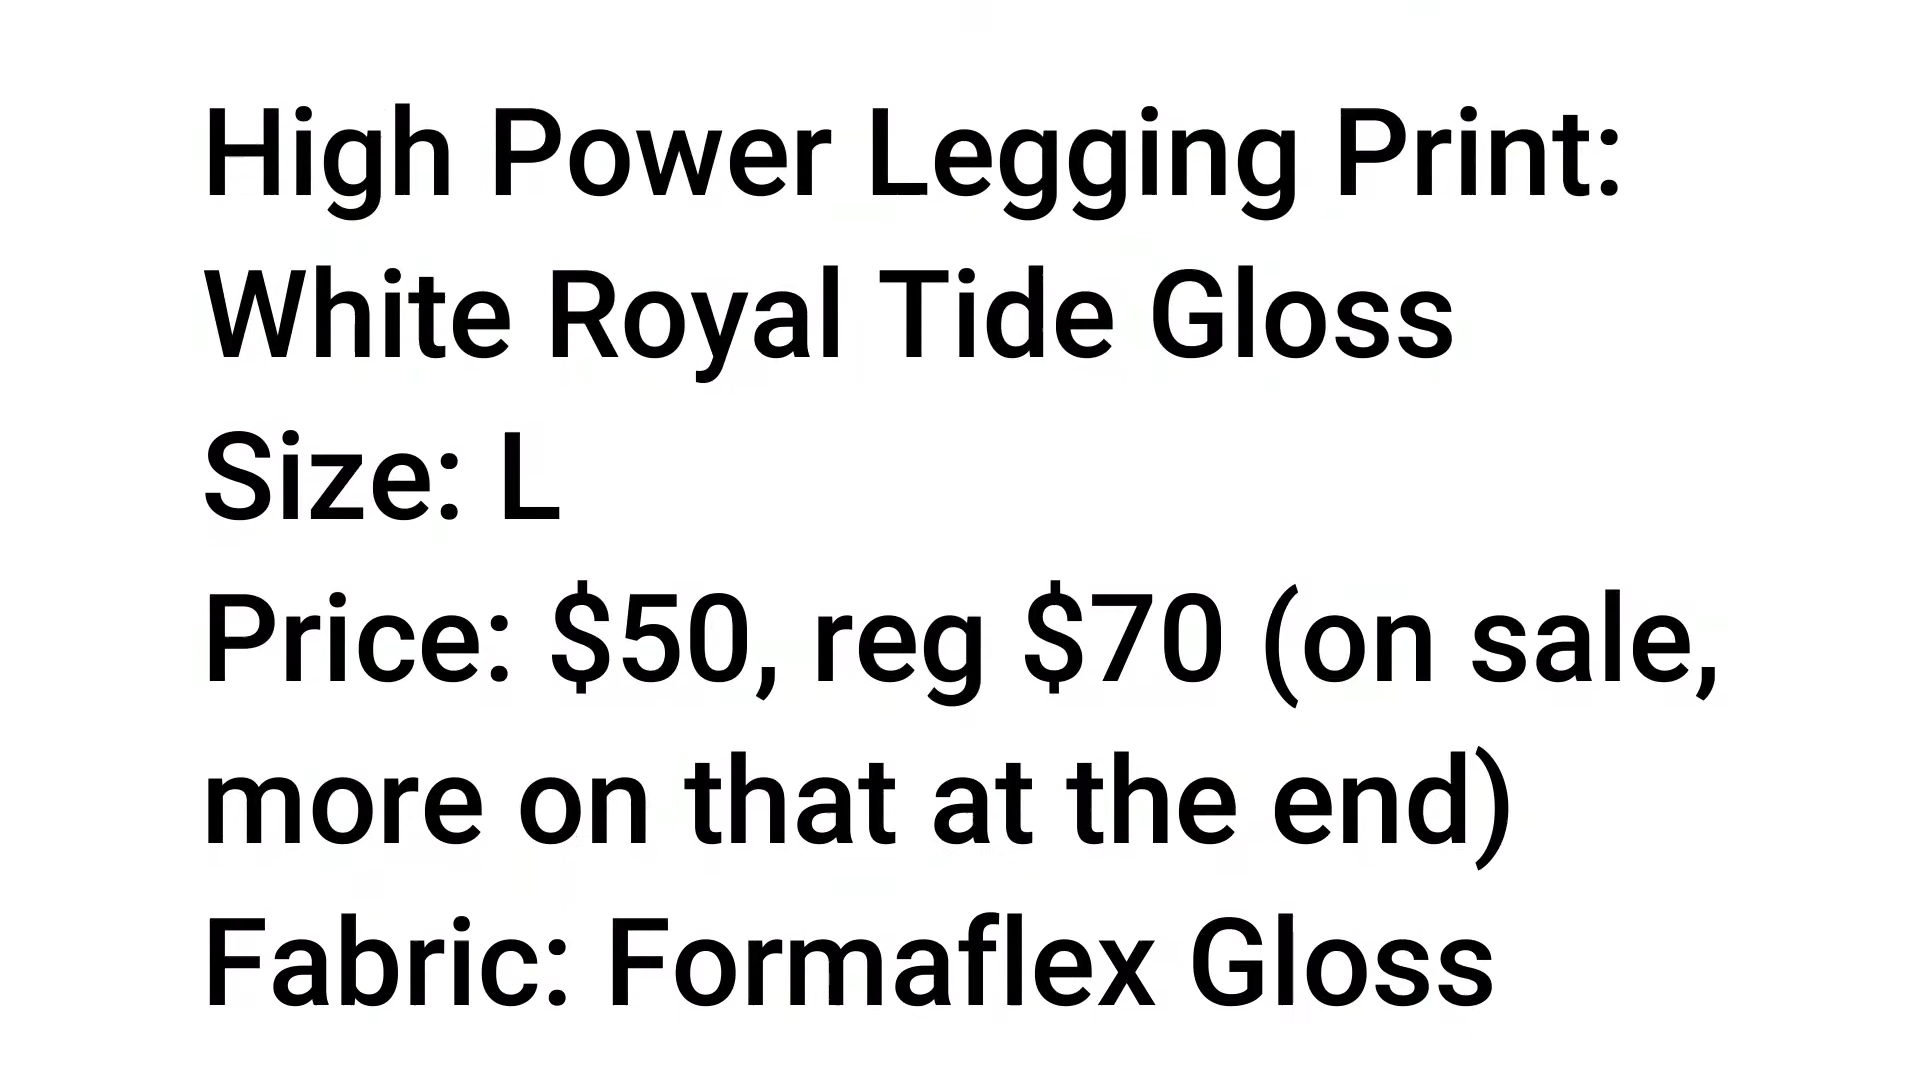 High Power Legging Print:
White Royal Tide Gloss
Size: L
Price: $50, reg $70 (on sale,
more on that at the end)
Fabric: Formaflex Gloss